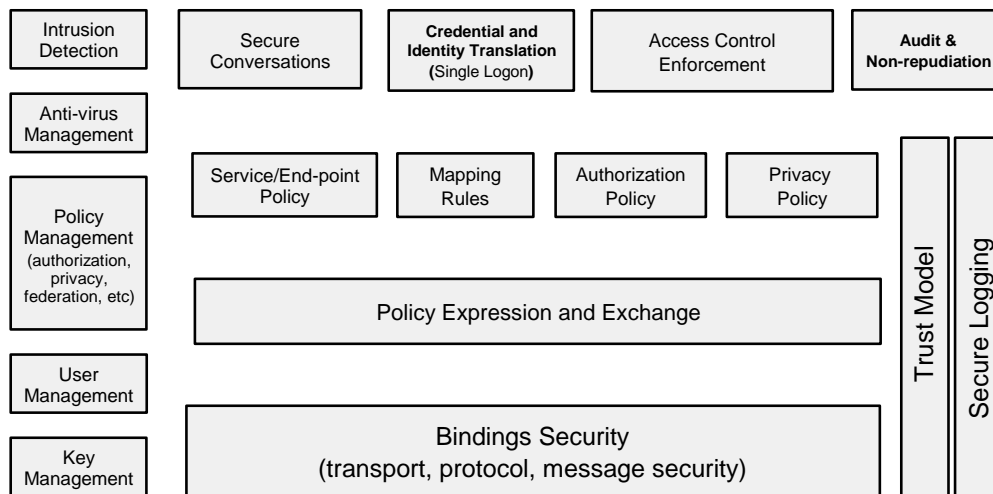 Intrusion
Detection
Secure
Conversations
Credential and
Identity Translation
(Single Logon)
Access Control
Enforcement
Audit &
Non-repudiation
Anti-virus
Management
Service/End-point
Policy
Mapping
Rules
Authorization
Policy
Privacy
Policy
Policy
Management
(authorization,
privacy,
federation, etc)
Policy Expression and Exchange
Trust Model
Secure Logging
User
Management
Bindings Security
(transport, protocol, message security)
Key
Management